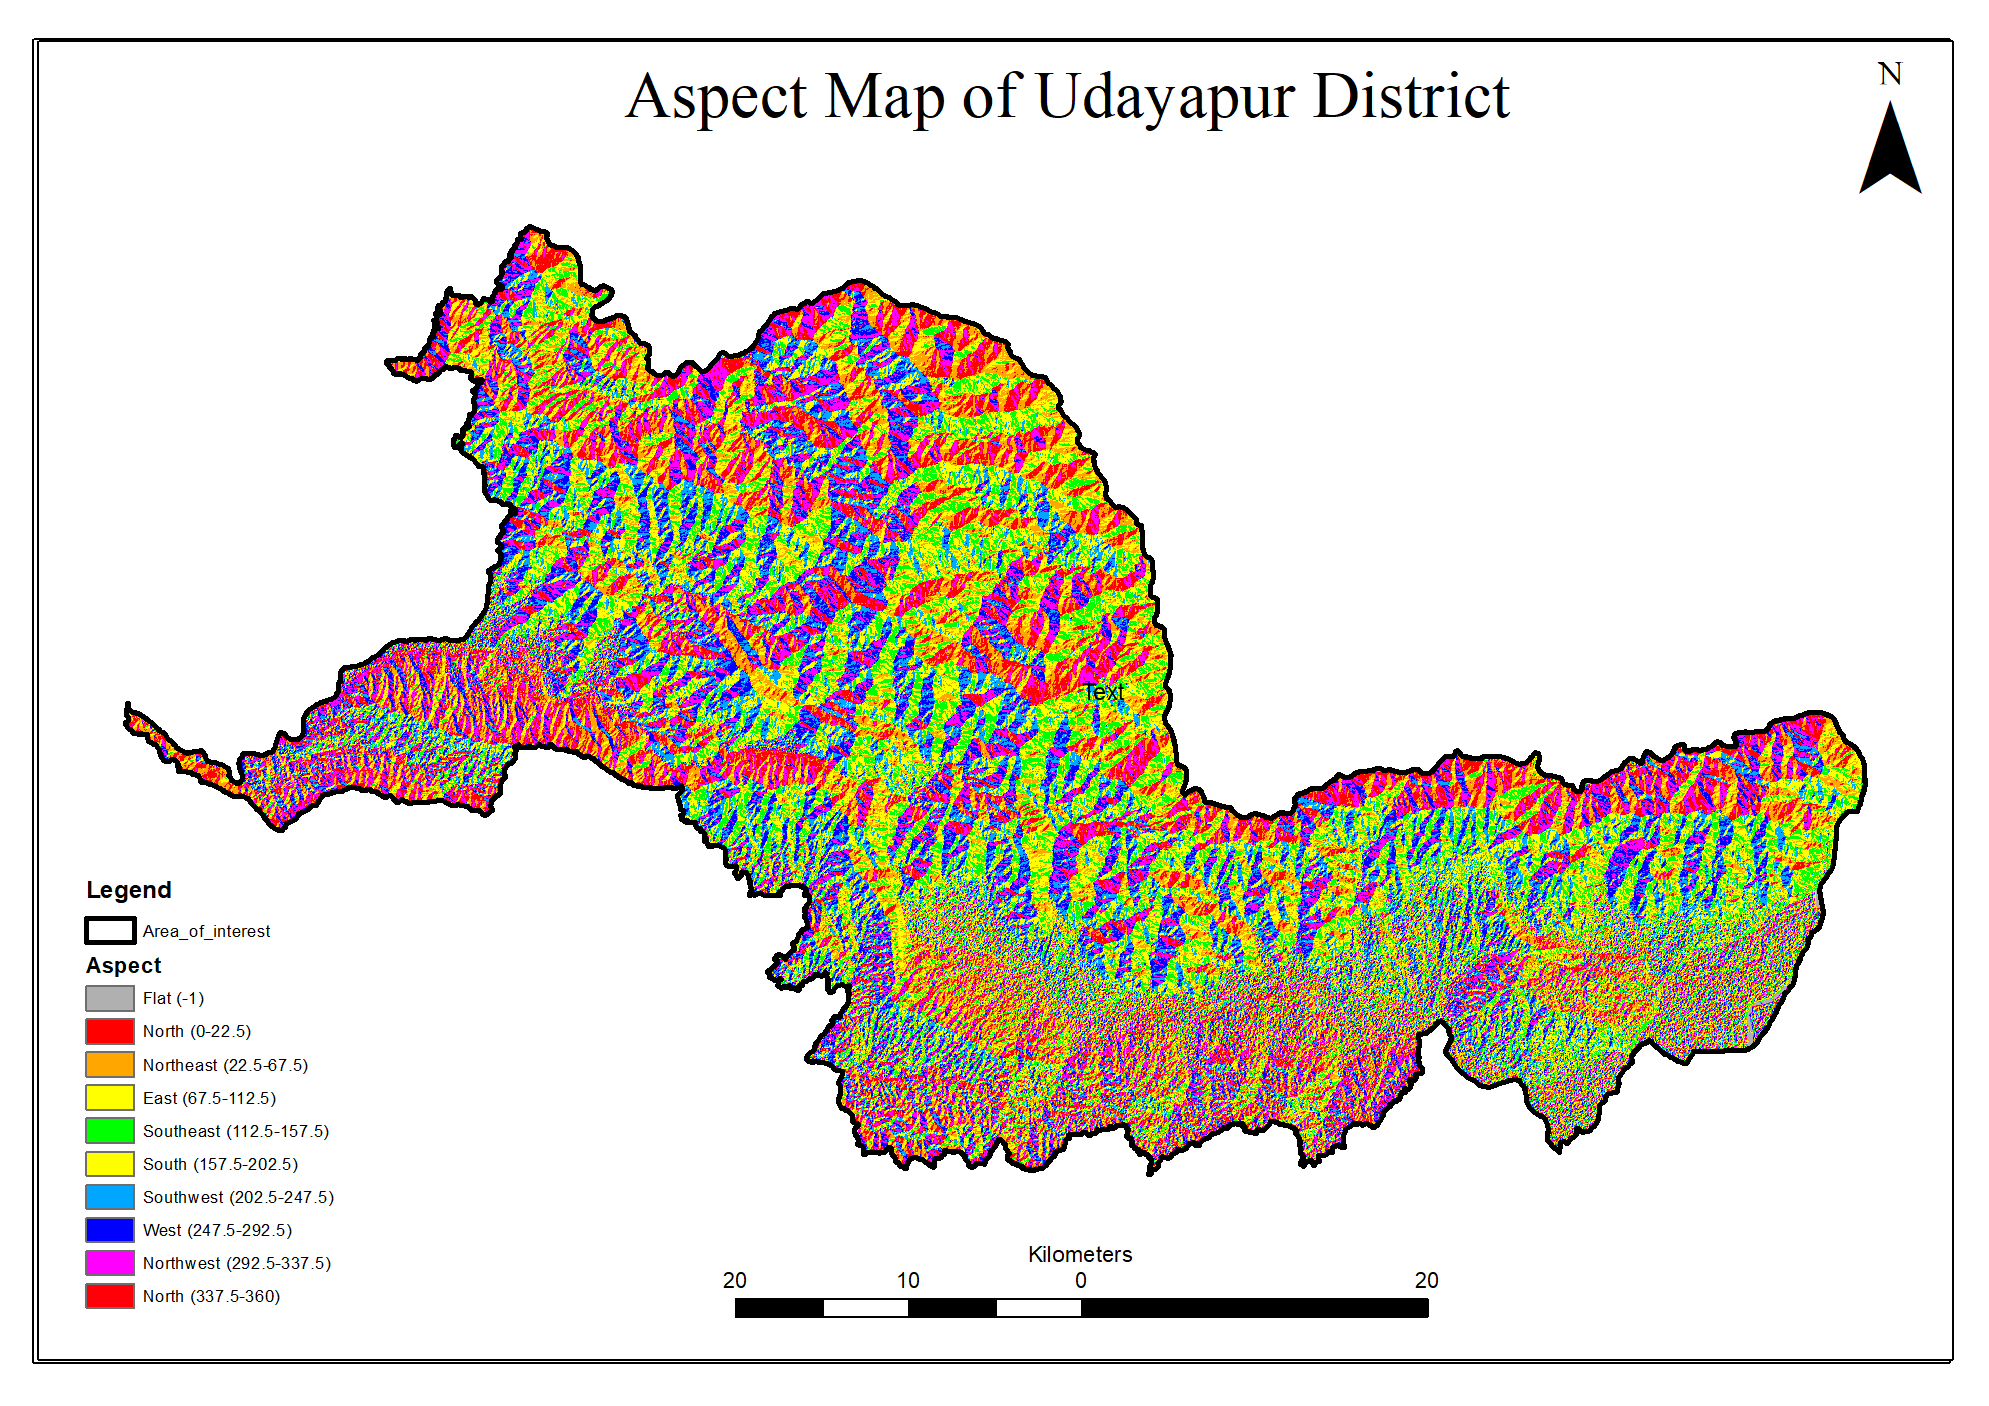 Aspect Map of Udayapur District
N
Text
Legend
Area_of_interest
Aspect
Flat (-1)
North (0-22.5)
Northeast (22.5-67.5)
East (67.5-112.5)
Southeast (112.5-157.5)
South (157.5-202.5)
Southwest (202.5-247.5)
West (247.5-292.5)
Northwest (292.5-337.5)
North (337.5-360)
Kilometers
20 10 0 20